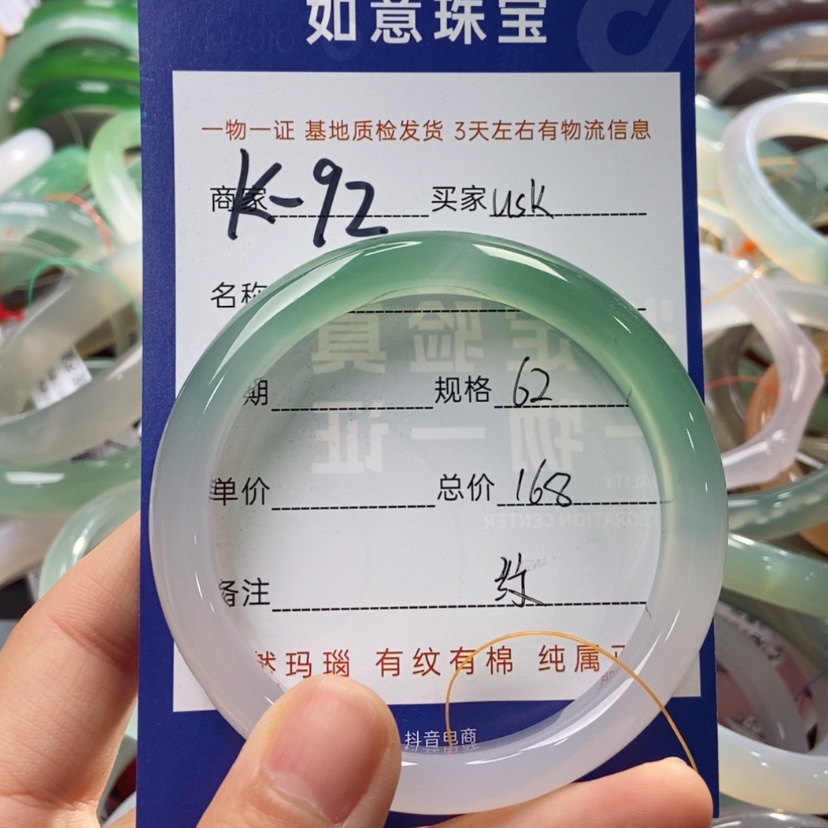 如意珠宝
一物一证 基地质检发货 3天左右有物流信息
商家 K-92 买家 usk
名称
期 规格 62
单价 总价 168
备注 纹
然玛瑙 有纹有棉 纯属
抖音电商